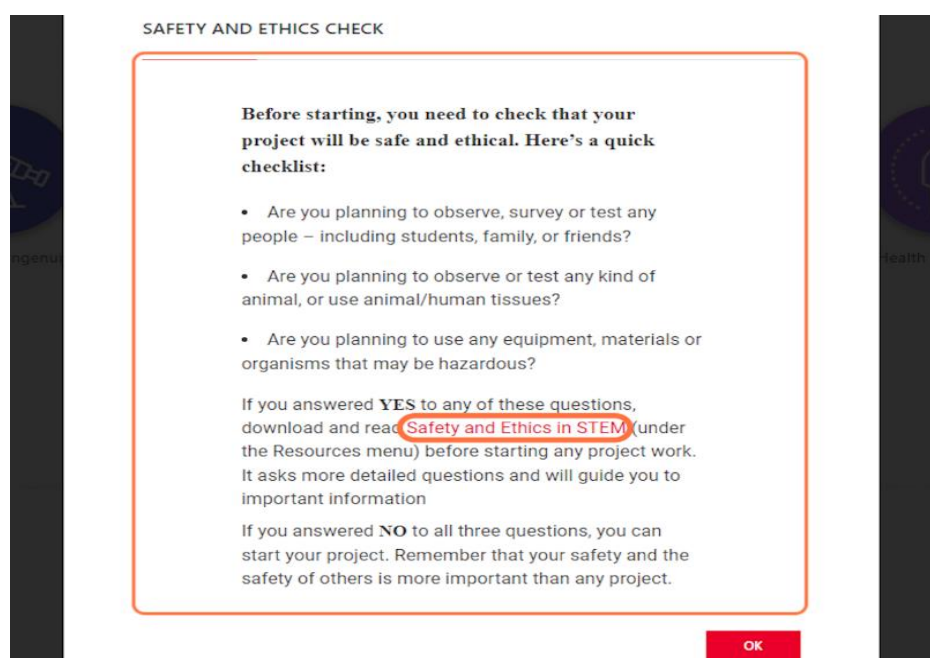 SAFETY AND ETHICS CHECK
Before starting, you need to check that your
project will be safe and ethical. Here's a quick
checklist:
• Are you planning to observe, survey or test any
people – including students, family, or friends?
• Are you planning to observe or test any kind of
animal, or use animal/human tissues?
• Are you planning to use any equipment, materials or
organisms that may be hazardous?
If you answered YES to any of these questions,
download and read Safety and Ethics in STEM (under
the Resources menu) before starting any project work.
It asks more detailed questions and will guide you to
important information
If you answered NO to all three questions, you can
start your project. Remember that your safety and the
safety of others is more important than any project.
OK
Health